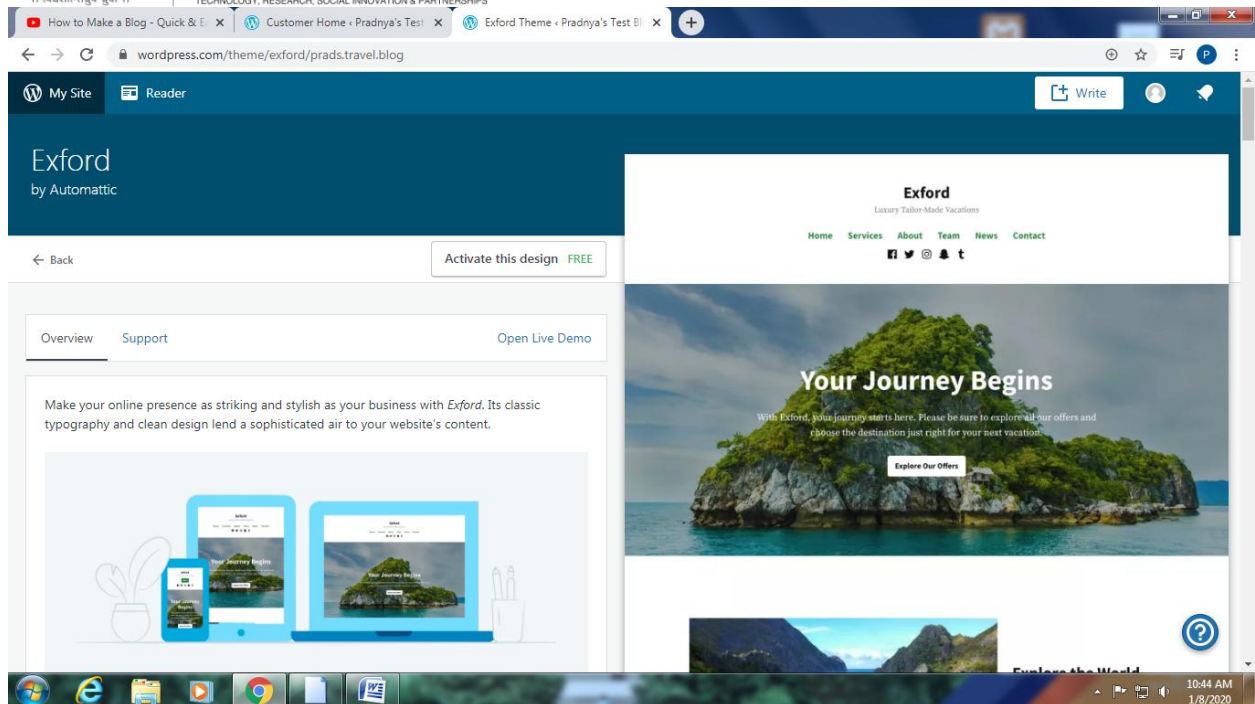 TECHNOLOGY, RESEARCH, SOCIAL INNOVATION & PARTNERSHIPS
How to Make a Blog - Quick & E
Customer Home ‹ Pradnya's Test
Exford Theme ‹ Pradnya's Test Bl
wordpress.com/theme/exford/prads.travel.blog
P
My Site
Reader
Write
Exford
by Automattic
← Back
Activate this design FREE
Overview
Support
Open Live Demo
Make your online presence as striking and stylish as your business with Exford. Its classic
typography and clean design lend a sophisticated air to your website's content.
Your Journey Begins
Your Journey Begins
Exford
Luxury Tailor-Made Vacations
Home Services About Team News Contact
Your Journey Begins
With Exford, your journey starts here. Please be sure to explore all our offers and
choose the destination just right for your next vacation.
Explore Our Offers
Explore the World
10:44 AM
1/8/2020